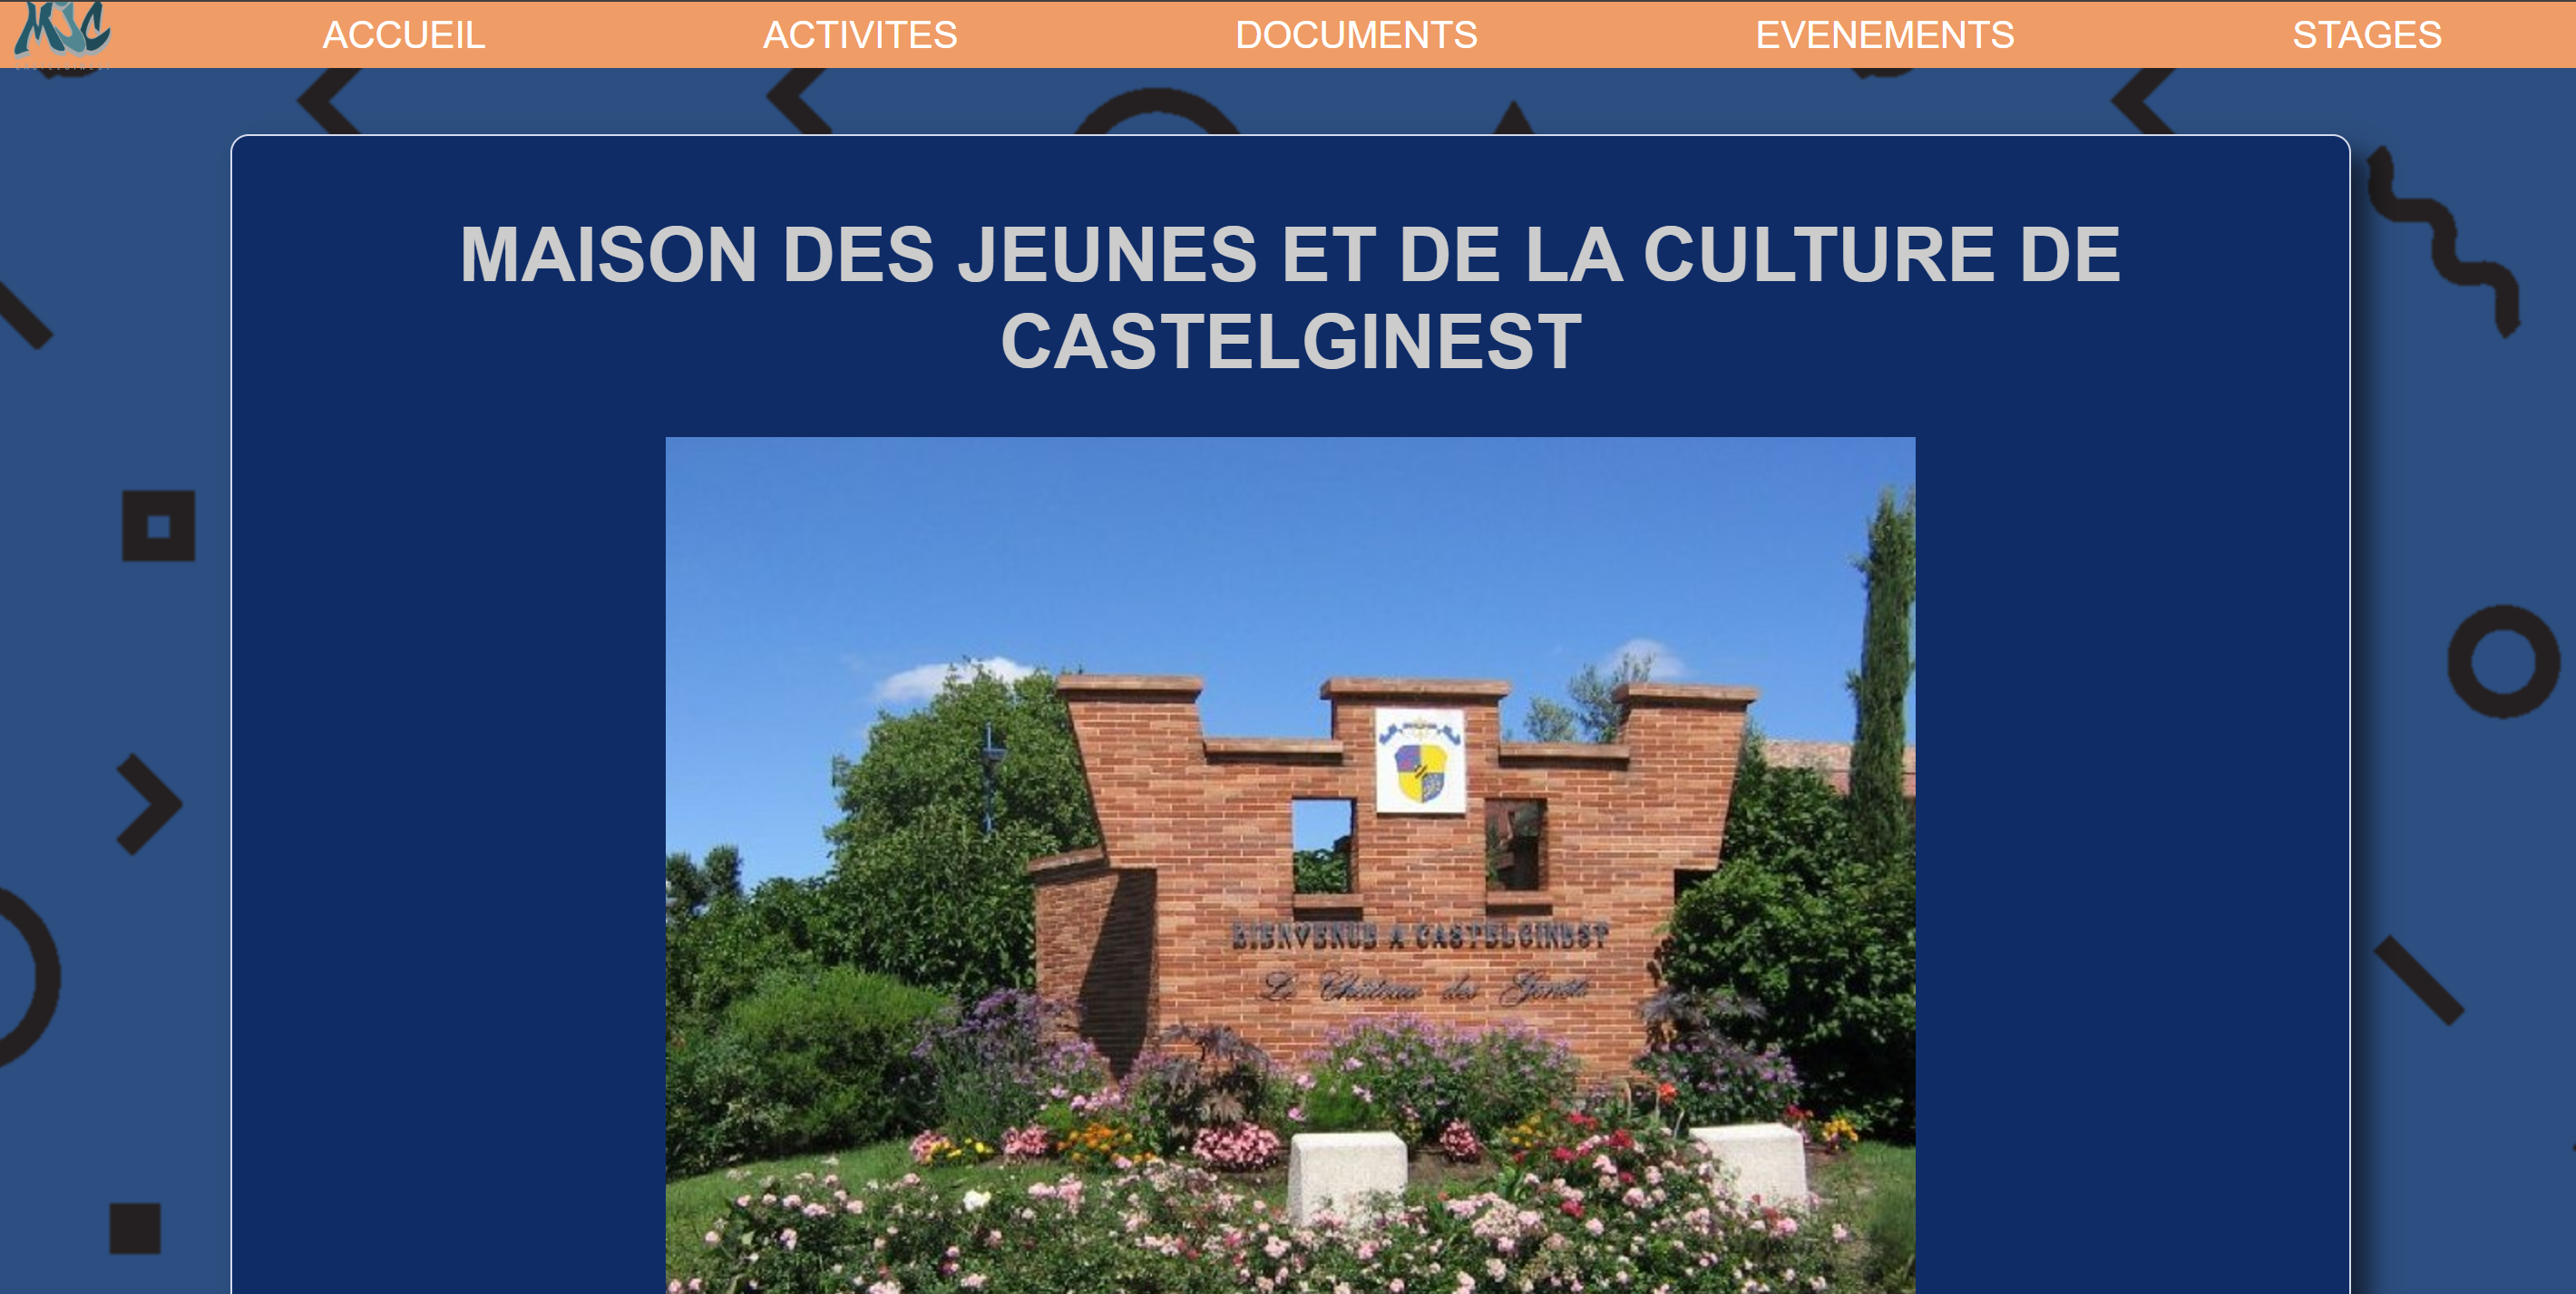 MJC
ACCUEIL
ACTIVITES
DOCUMENTS
EVENEMENTS
STAGES
MAISON DES JEUNES ET DE LA CULTURE DE
CASTELGINEST
BIENVENUE A CASTELGINEST
Le Château des Genêts